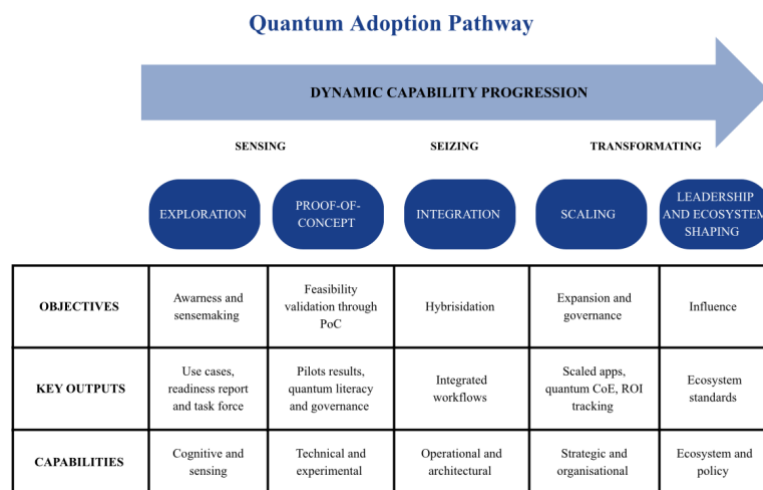 Quantum Adoption Pathway
DYNAMIC CAPABILITY PROGRESSION
SENSING
SEIZING
TRANSFORMATING
EXPLORATION
PROOF-OF-
CONCEPT
INTEGRATION
SCALING
LEADERSHIP
AND ECOSYSTEM
SHAPING
OBJECTIVES
Awarness and
sensemaking
Feasibility
validation through
PoC
Hybrisidation
Expansion and
governance
Influence
KEY OUTPUTS
Use cases,
readiness report
and task force
Pilots results,
quantum literacy
and governance
Integrated
workflows
Scaled apps,
quantum CoE, ROI
tracking
Ecosystem
standards
CAPABILITIES
Cognitive and
sensing
Technical and
experimental
Operational and
architectural
Strategic and
organisational
Ecosystem and
policy